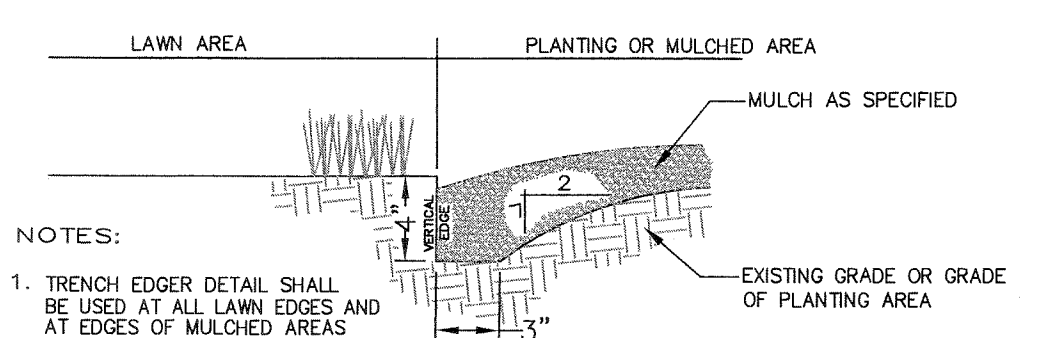 LAWN AREA
PLANTING OR MULCHED AREA
MULCH AS SPECIFIED
2
1
4"
VERTICAL
EDGE
NOTES:
1. TRENCH EDGER DETAIL SHALL
BE USED AT ALL LAWN EDGES AND
AT EDGES OF MULCHED AREAS
EXISTING GRADE OR GRADE
OF PLANTING AREA
3"